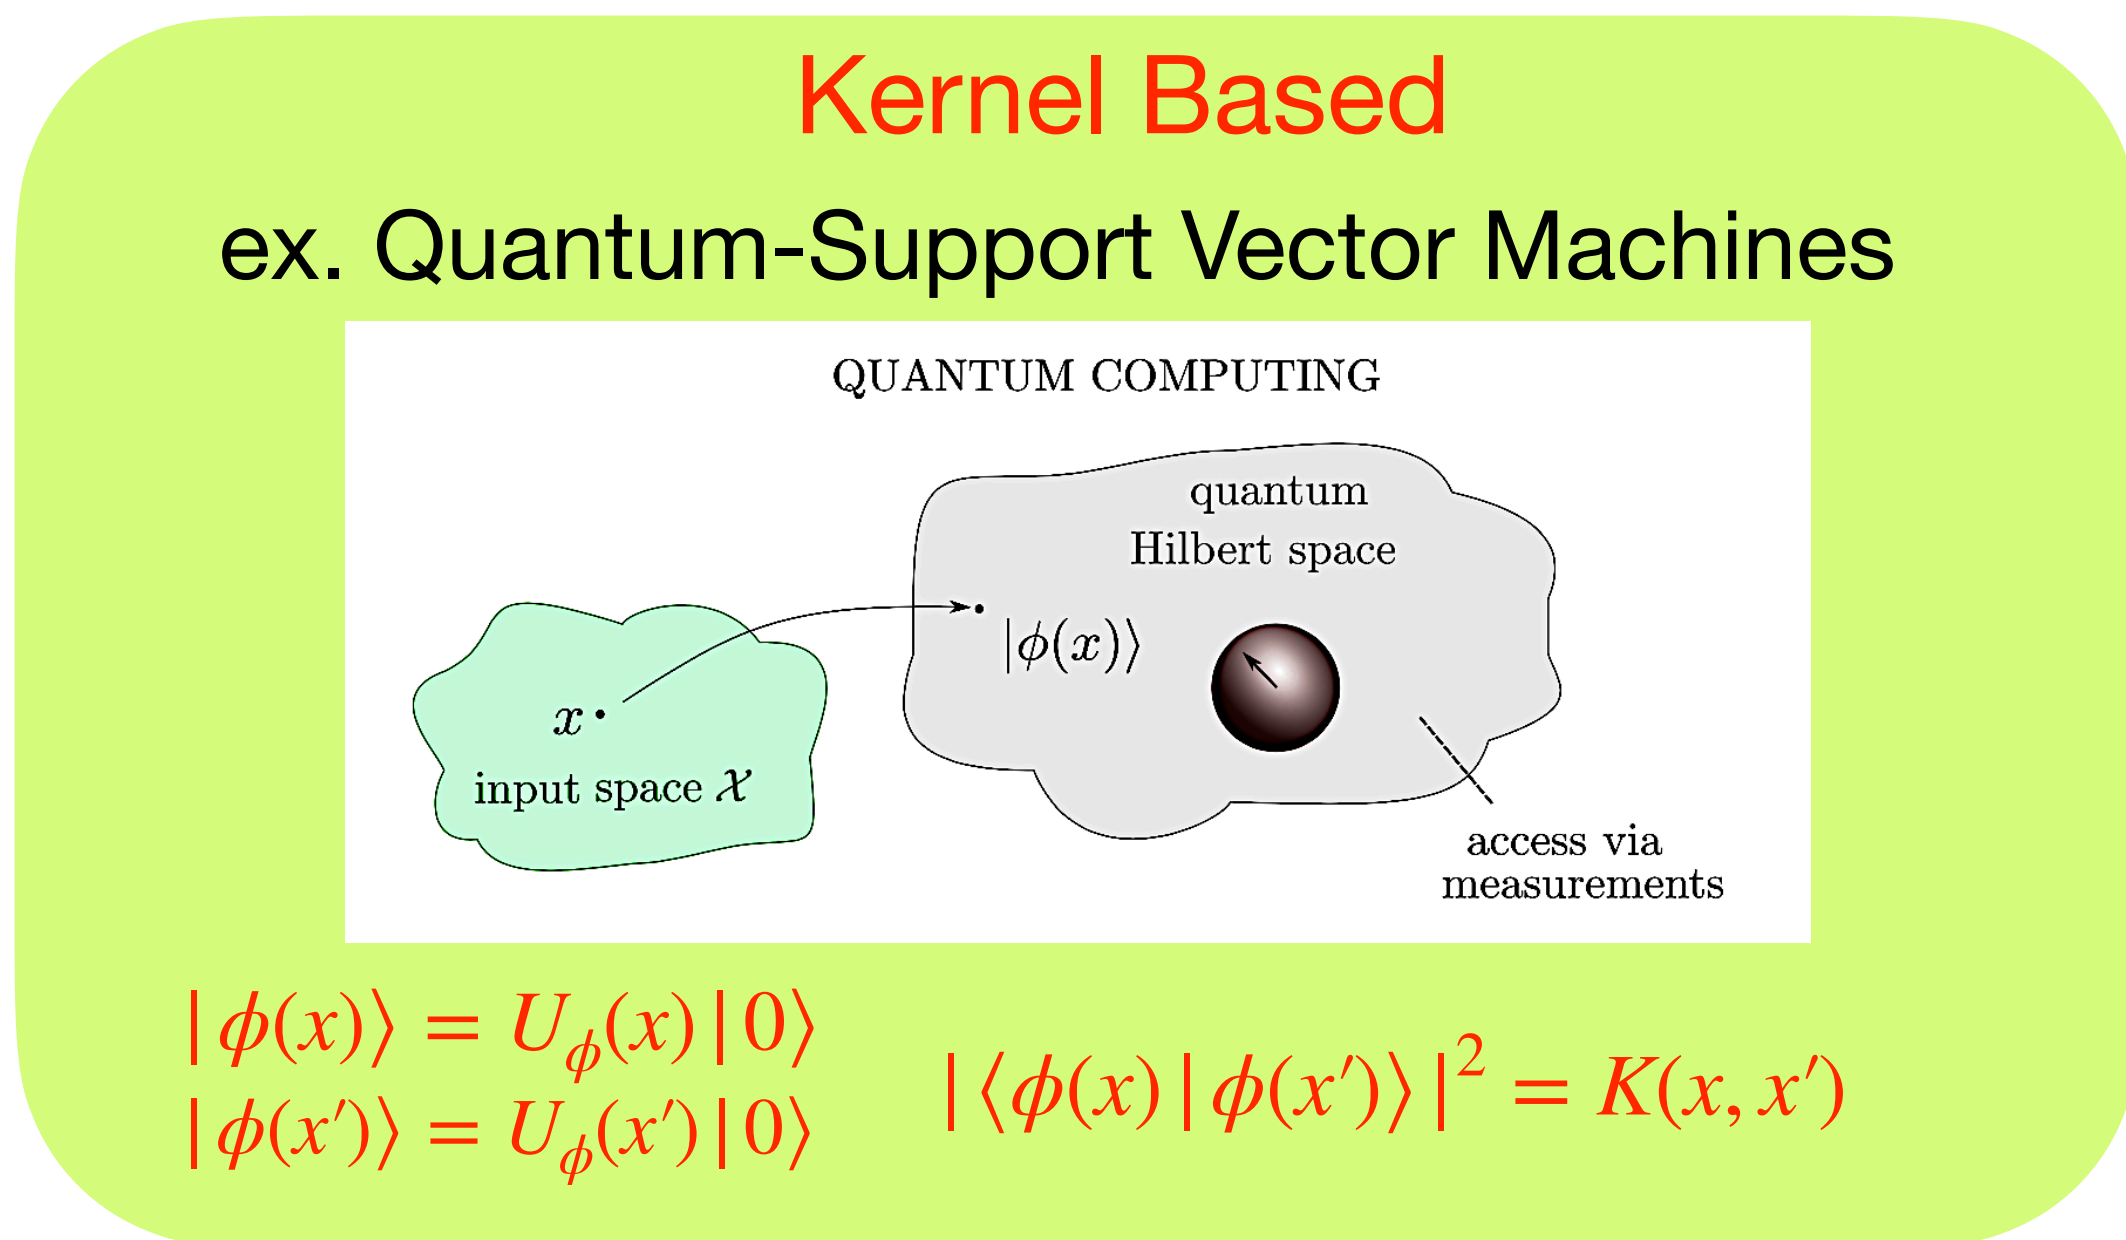 Kernel Based
ex. Quantum-Support Vector Machines
QUANTUM COMPUTING
quantum
Hilbert space
|ϕ(x)⟩
x
input space 𝒳
access via
measurements
|ϕ(x)⟩ = U_ϕ(x)|0⟩
|ϕ(x′)⟩ = U_ϕ(x′)|0⟩
|⟨ϕ(x)|ϕ(x′)⟩|² = K(x, x′)